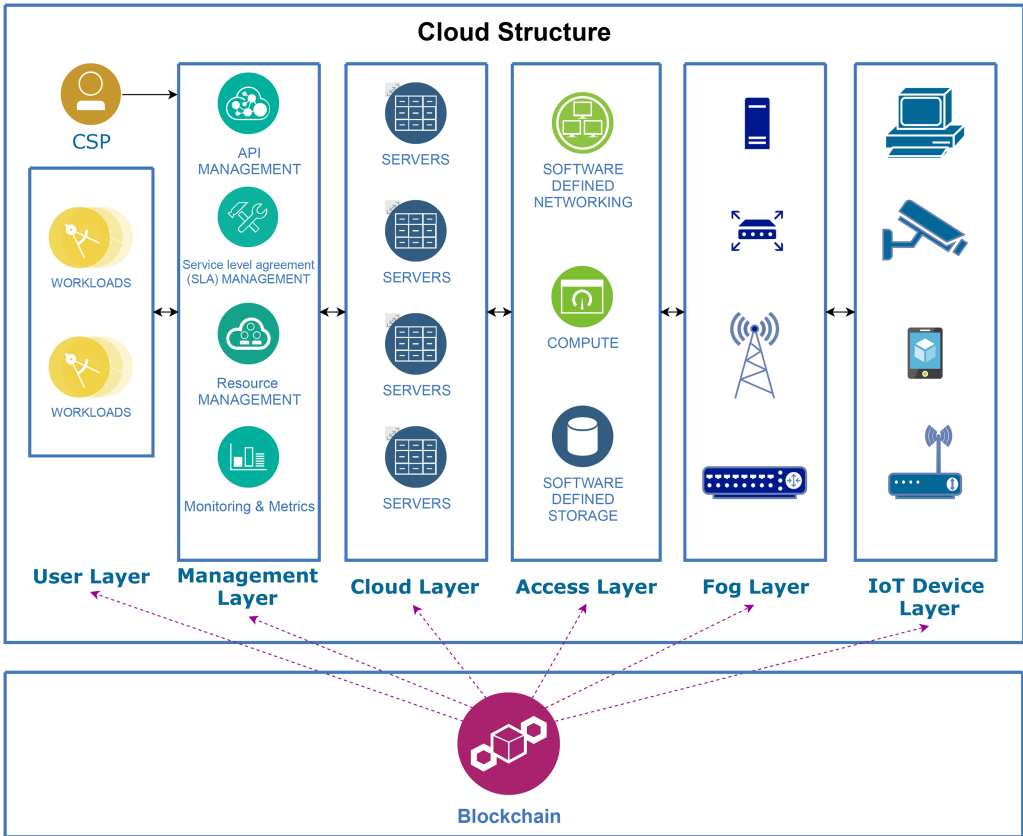 Cloud Structure
CSP
WORKLOADS
WORKLOADS
User Layer
API
MANAGEMENT
Service level agreement
(SLA) MANAGEMENT
Resource
MANAGEMENT
Monitoring & Metrics
Management
Layer
SERVERS
SERVERS
SERVERS
SERVERS
Cloud Layer
SOFTWARE
DEFINED
NETWORKING
COMPUTE
SOFTWARE
DEFINED
STORAGE
Access Layer
Fog Layer
IoT Device
Layer
Blockchain